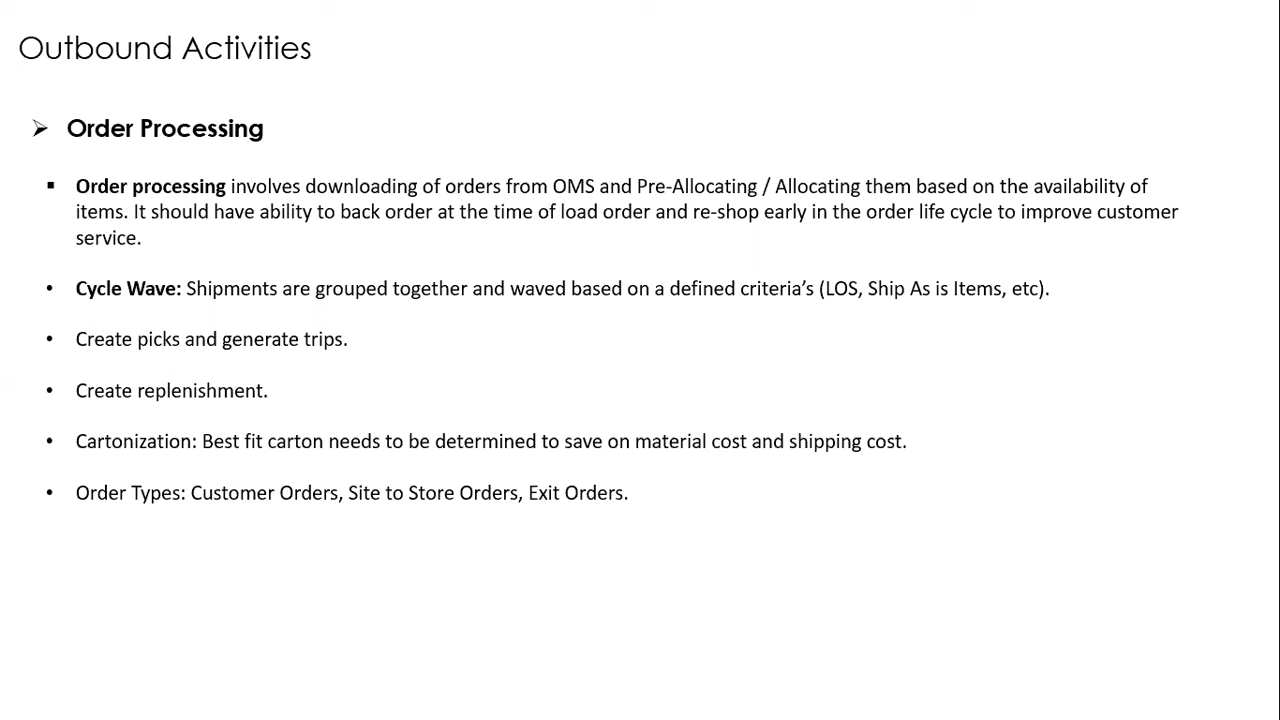 Outbound Activities
➢ Order Processing
▪ Order processing involves downloading of orders from OMS and Pre-Allocating / Allocating them based on the availability of
items. It should have ability to back order at the time of load order and re-shop early in the order life cycle to improve customer
service.
• Cycle Wave: Shipments are grouped together and waved based on a defined criteria’s (LOS, Ship As is Items, etc).
• Create picks and generate trips.
• Create replenishment.
• Cartonization: Best fit carton needs to be determined to save on material cost and shipping cost.
• Order Types: Customer Orders, Site to Store Orders, Exit Orders.